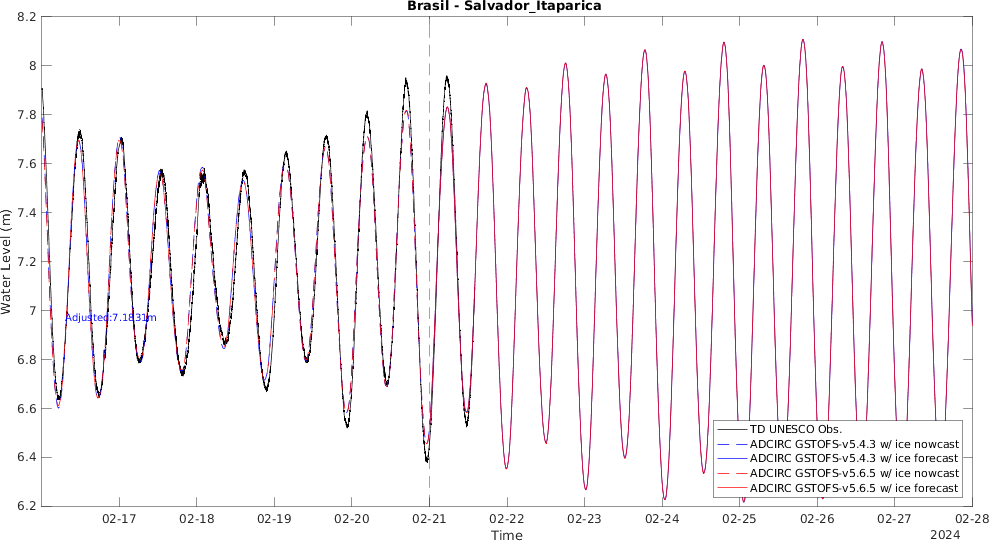 Brasil - Salvador_Itaparica
8.2
8
7.8
7.6
7.4
7.2
7
6.8
6.6
6.4
6.2
Water Level (m)
Adjusted:7.1831m
TD UNESCO Obs.
ADCIRC GSTOFS-v5.4.3 w/ ice nowcast
ADCIRC GSTOFS-v5.4.3 w/ ice forecast
ADCIRC GSTOFS-v5.6.5 w/ ice nowcast
ADCIRC GSTOFS-v5.6.5 w/ ice forecast
02-17 02-18 02-19 02-20 02-21 02-22 02-23 02-24 02-25 02-26 02-27 02-28
Time
2024